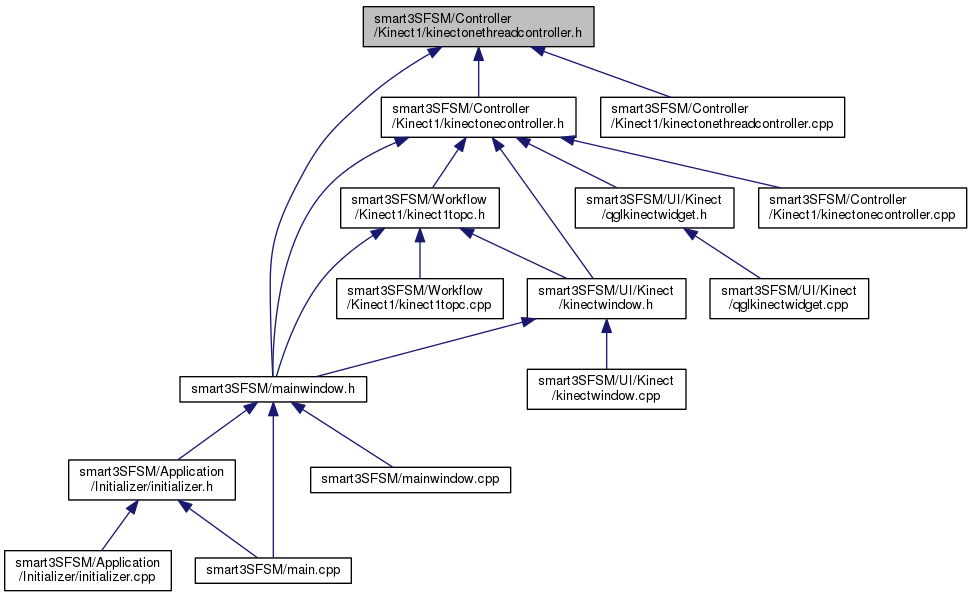 smart3SFSM/Controller
/Kinect1/kinectonethreadcontroller.h
smart3SFSM/Controller
/Kinect1/kinectonecontroller.h
smart3SFSM/Controller
/Kinect1/kinectonethreadcontroller.cpp
smart3SFSM/Workflow
/Kinect1/kinect1topc.h
smart3SFSM/UI/Kinect
/qglkinectwidget.h
smart3SFSM/Controller
/Kinect1/kinectonecontroller.cpp
smart3SFSM/Workflow
/Kinect1/kinect1topc.cpp
smart3SFSM/UI/Kinect
/kinectwindow.h
smart3SFSM/UI/Kinect
/qglkinectwidget.cpp
smart3SFSM/mainwindow.h
smart3SFSM/UI/Kinect
/kinectwindow.cpp
smart3SFSM/Application
/Initializer/initializer.h
smart3SFSM/mainwindow.cpp
smart3SFSM/Application
/Initializer/initializer.cpp
smart3SFSM/main.cpp